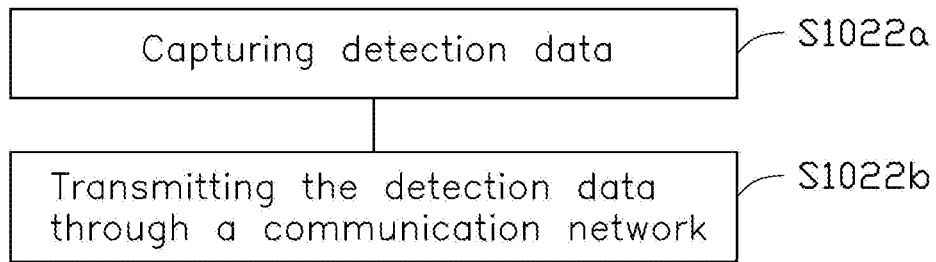 Capturing detection data
S1022a
Transmitting the detection data
through a communication network
S1022b